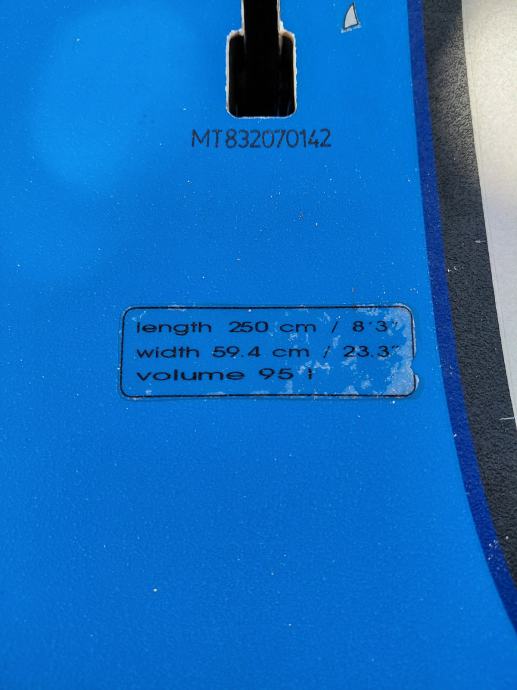 MT832070142
length 250 cm / 8'3"
width 59.4 cm / 23.3"
volume 95 l